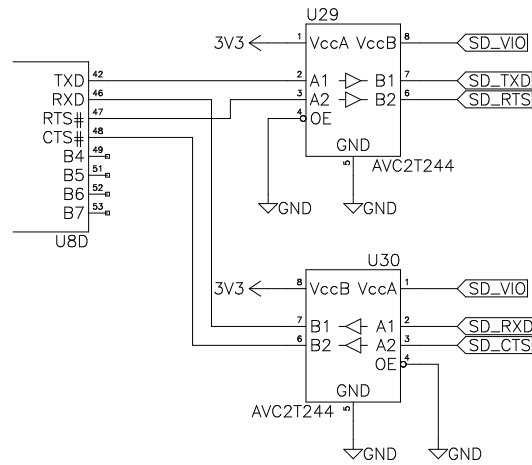 U29
3V3 1 VccA VccB 8 SD_VIO
TXD 42 2 A1 B1 7 SD_TXD
RXD 46 3 A2 B2 6 SD_RTS
RTS# 47 4 OE
CTS# 48 GND
B4 49 5 AVC2T244
B5 51
B6 52 GND GND
B7 53
U8D
U30
3V3 8 VccB VccA 1 SD_VIO
7 B1 A1 2 SD_RXD
6 B2 A2 3 SD_CTS
OE 4
GND
AVC2T244 5
GND GND